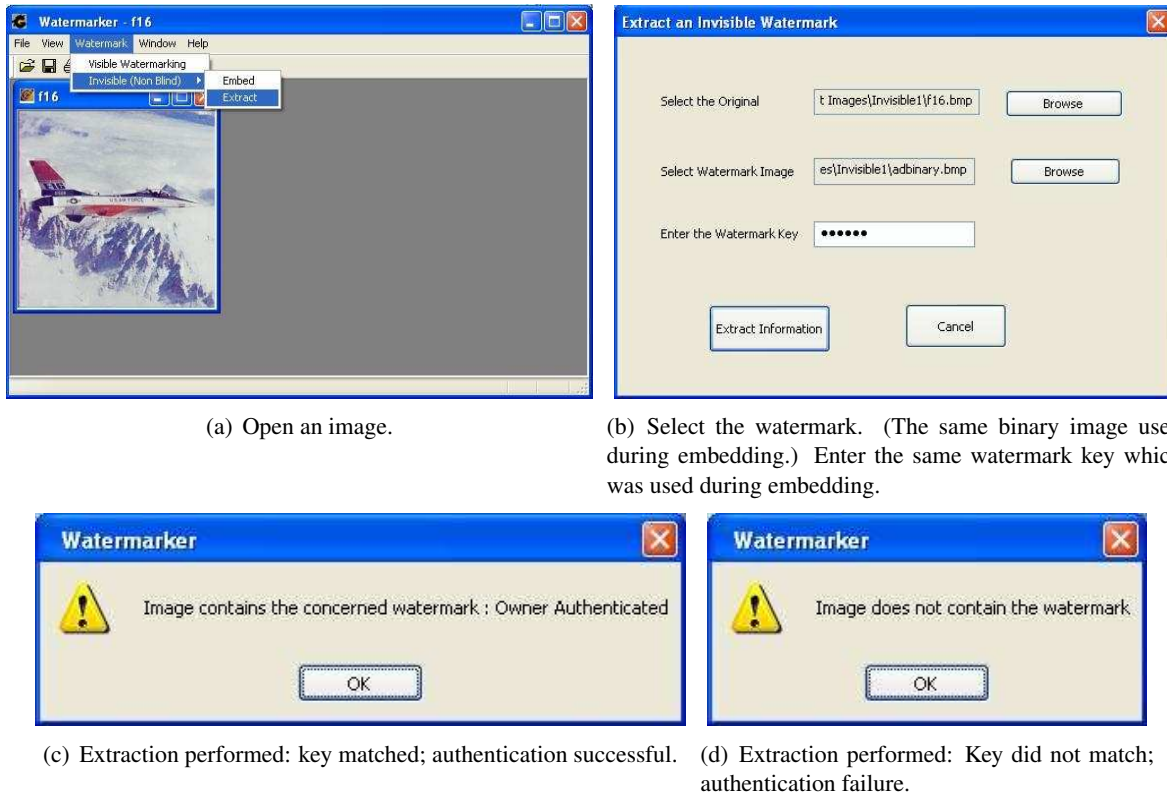 Watermarker - f16
File View Watermark Window Help
Visible Watermarking
Invisible (Non Blind)
Embed
Extract
f16
U.S. AIR FORCE
(a) Open an image.
Extract an Invisible Watermark
Select the Original
t Images\Invisible1\f16.bmp
Browse
Select Watermark Image
es\Invisible1\adbinary.bmp
Browse
Enter the Watermark Key
●●●●●●
Extract Information
Cancel
(b) Select the watermark. (The same binary image use
during embedding.) Enter the same watermark key whic
was used during embedding.
Watermarker
Image contains the concerned watermark : Owner Authenticated
OK
(c) Extraction performed: key matched; authentication successful.
Watermarker
Image does not contain the watermark
OK
(d) Extraction performed: Key did not match;
authentication failure.